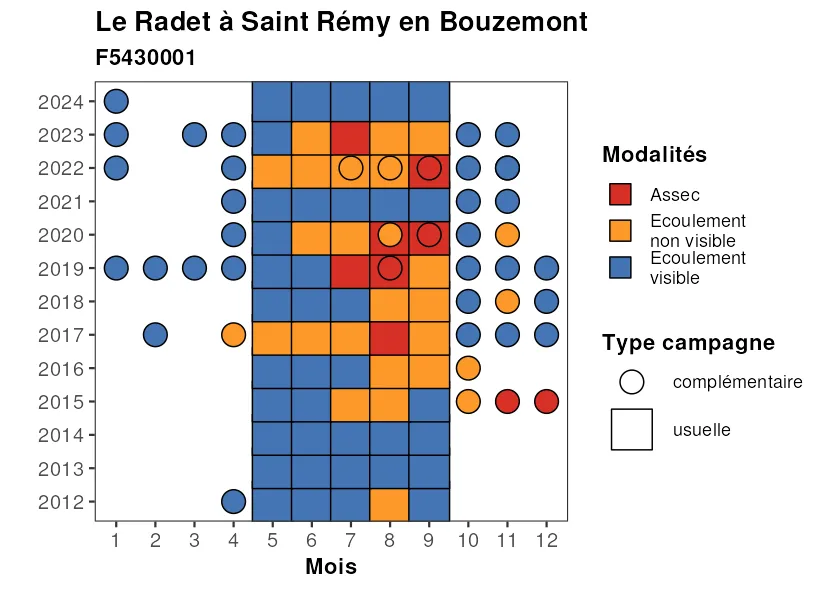 Le Radet à Saint Rémy en Bouzemont
F5430001
2024
2023
2022
2021
2020
2019
2018
2017
2016
2015
2014
2013
2012
1 2 3 4 5 6 7 8 9 10 11 12
Mois
Modalités
Assec
Ecoulement
non visible
Ecoulement
visible
Type campagne
complémentaire
usuelle